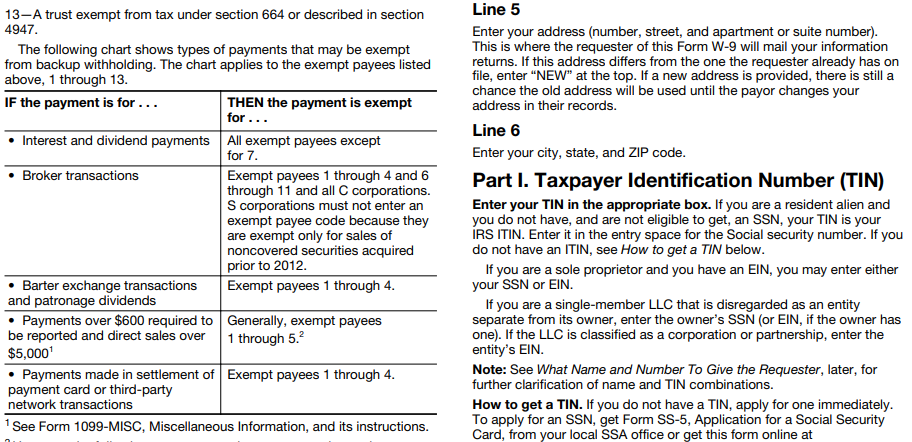 13—A trust exempt from tax under section 664 or described in section
4947.
The following chart shows types of payments that may be exempt
from backup withholding. The chart applies to the exempt payees listed
above, 1 through 13.
IF the payment is for . . .
THEN the payment is exempt
for . . .
• Interest and dividend payments
All exempt payees except
for 7.
• Broker transactions
Exempt payees 1 through 4 and 6
through 11 and all C corporations.
S corporations must not enter an
exempt payee code because they
are exempt only for sales of
noncovered securities acquired
prior to 2012.
• Barter exchange transactions
and patronage dividends
Exempt payees 1 through 4.
• Payments over $600 required to
be reported and direct sales over
$5,000¹
Generally, exempt payees
1 through 5.²
• Payments made in settlement of
payment card or third-party
network transactions
Exempt payees 1 through 4.
¹ See Form 1099-MISC, Miscellaneous Information, and its instructions.
Line 5
Enter your address (number, street, and apartment or suite number).
This is where the requester of this Form W-9 will mail your information
returns. If this address differs from the one the requester already has on
file, enter “NEW” at the top. If a new address is provided, there is still a
chance the old address will be used until the payor changes your
address in their records.
Line 6
Enter your city, state, and ZIP code.
Part I. Taxpayer Identification Number (TIN)
Enter your TIN in the appropriate box. If you are a resident alien and
you do not have, and are not eligible to get, an SSN, your TIN is your
IRS ITIN. Enter it in the entry space for the Social security number. If you
do not have an ITIN, see How to get a TIN below.
If you are a sole proprietor and you have an EIN, you may enter either
your SSN or EIN.
If you are a single-member LLC that is disregarded as an entity
separate from its owner, enter the owner’s SSN (or EIN, if the owner has
one). If the LLC is classified as a corporation or partnership, enter the
entity’s EIN.
Note: See What Name and Number To Give the Requester, later, for
further clarification of name and TIN combinations.
How to get a TIN. If you do not have a TIN, apply for one immediately.
To apply for an SSN, get Form SS-5, Application for a Social Security
Card, from your local SSA office or get this form online at